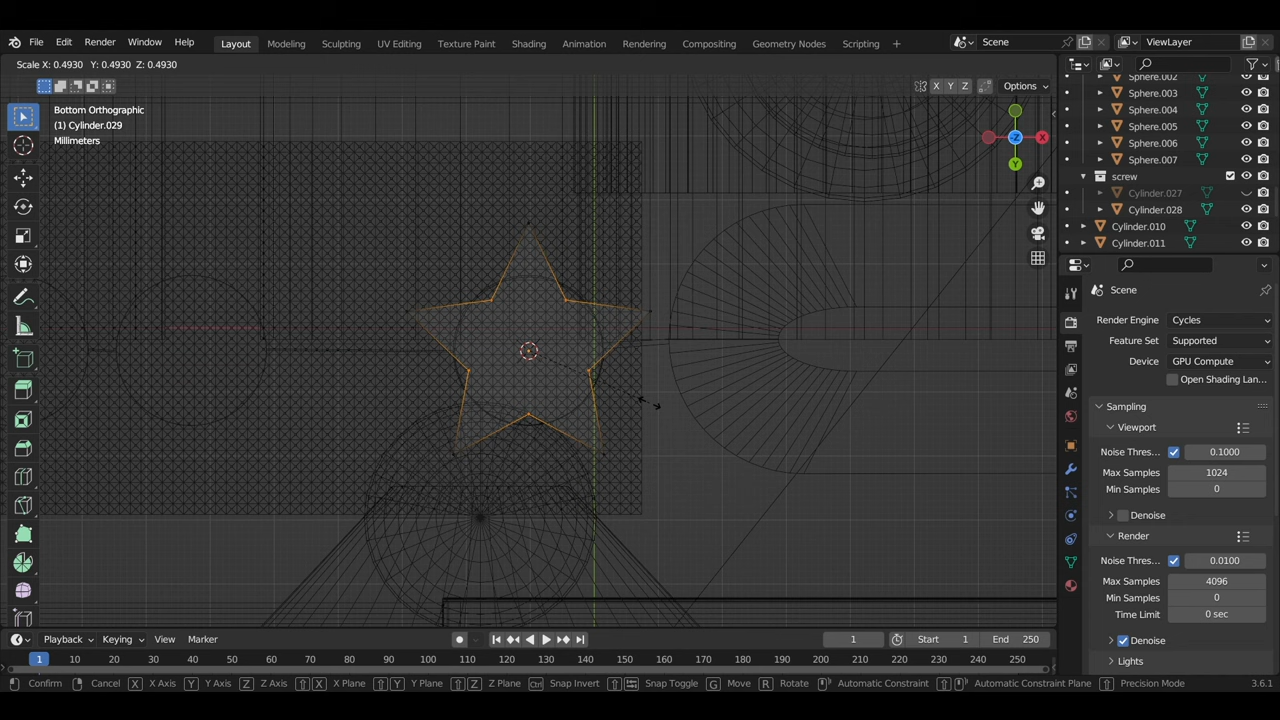 File Edit Render Window Help Layout Modeling Sculpting UV Editing Texture Paint Shading Animation Rendering Compositing Geometry Nodes Scripting + Scene ViewLayer
Scale X: 0.4930 Y: 0.4930 Z: 0.4930
X Y Z Options
Bottom Orthographic
(1) Cylinder.029
Millimeters
-Z X Y
Sphere.002
Sphere.003
Sphere.004
Sphere.005
Sphere.006
Sphere.007
screw
Cylinder.027
Cylinder.028
Cylinder.010
Cylinder.011
Scene
Render Engine Cycles
Feature Set Supported
Device GPU Compute
Open Shading Lan...
Sampling
Viewport
Noise Thres... 0.1000
Max Samples 1024
Min Samples 0
Denoise
Render
Noise Thres... 0.0100
Max Samples 4096
Min Samples 0
Time Limit 0 sec
Denoise
Lights
Playback Keying View Marker 1 Start 1 End 250
1 10 20 30 40 50 60 70 80 90 100 110 120 130 140 150 160 170 180 190 200 210 220 230 240 250
Confirm Cancel X X Axis Y Y Axis Z Z Axis X X Plane Y Y Plane Z Z Plane Ctrl Snap Invert Snap Toggle G Move R Rotate Automatic Constraint Automatic Constraint Plane Precision Mode 3.6.1